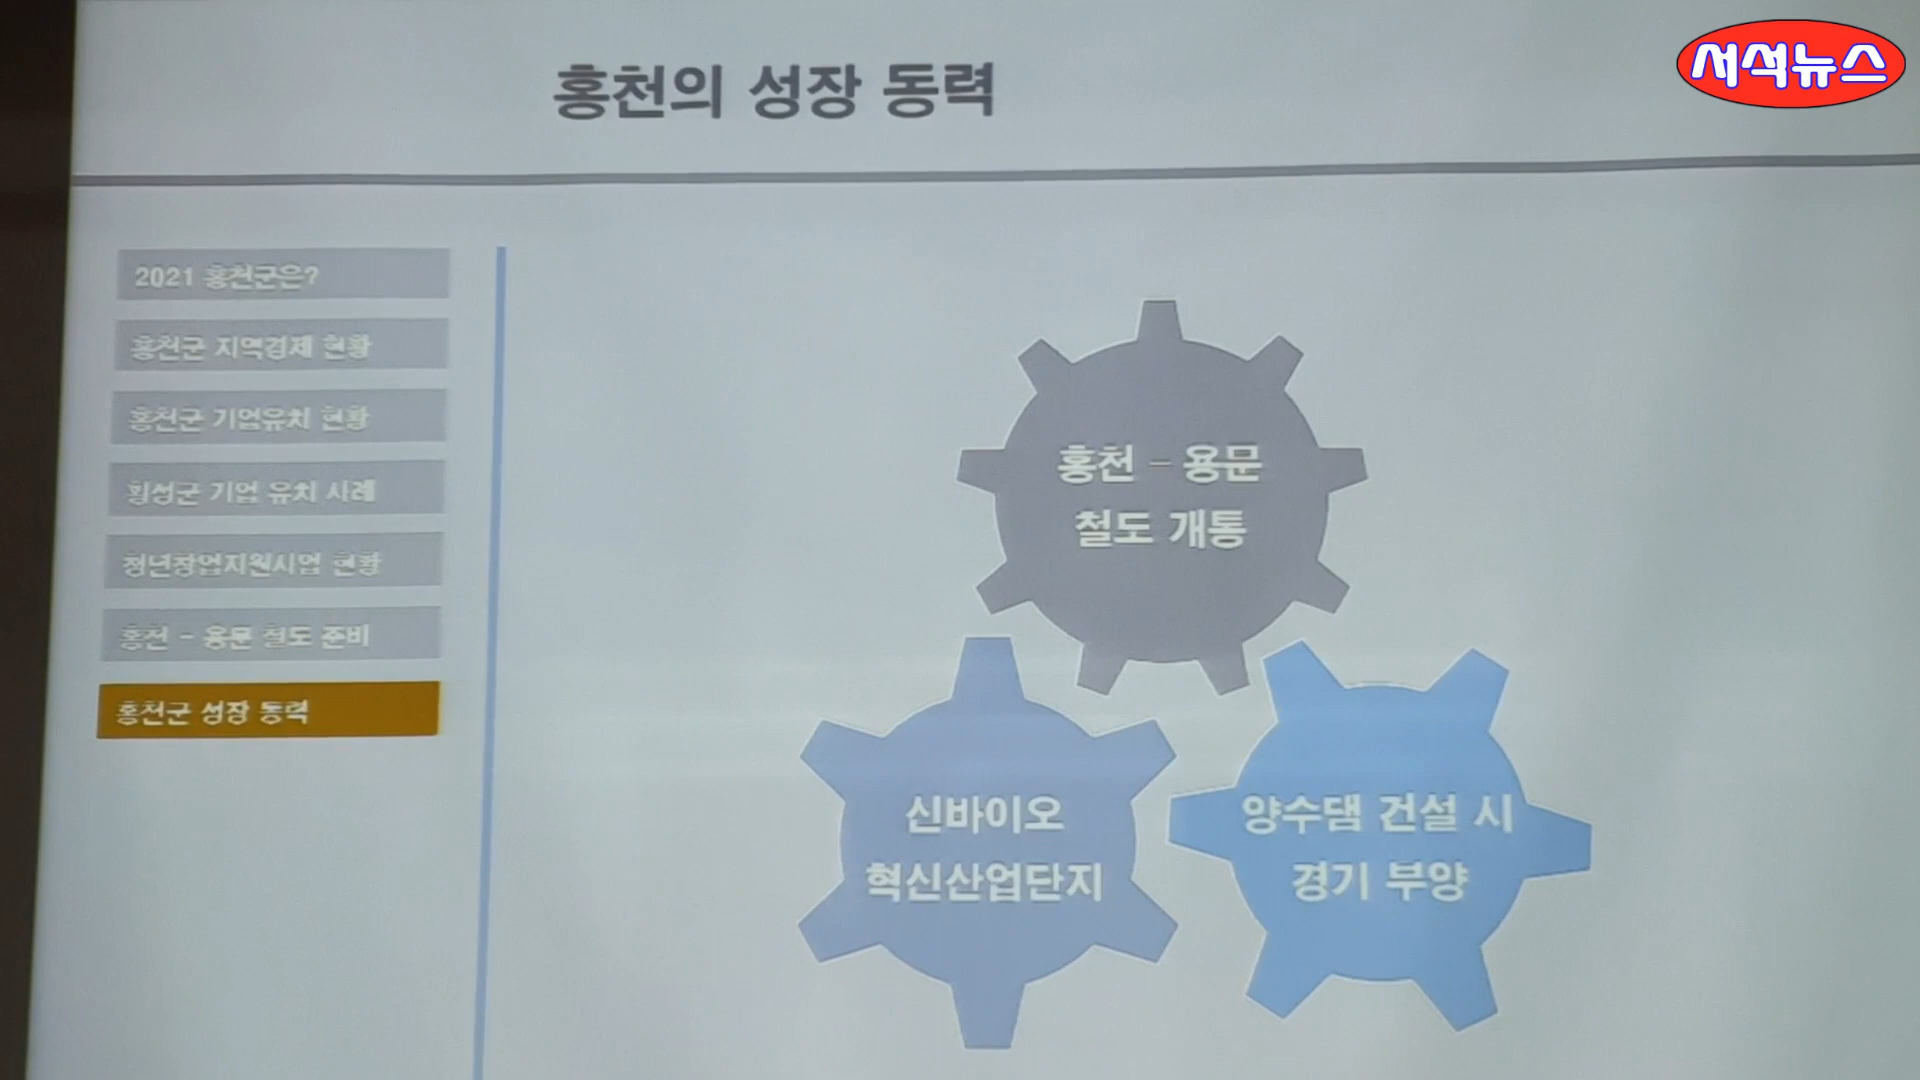 서석뉴스
홍천의 성장 동력
2021 홍천군은?
홍천군 지역경제 현황
홍천군 기업유치 현황
횡성군 기업 유치 사례
청년창업지원사업 현황
홍천 - 용문 철도 준비
홍천군 성장 동력
홍천 - 용문
철도 개통
신바이오
혁신산업단지
양수댐 건설 시
경기 부양